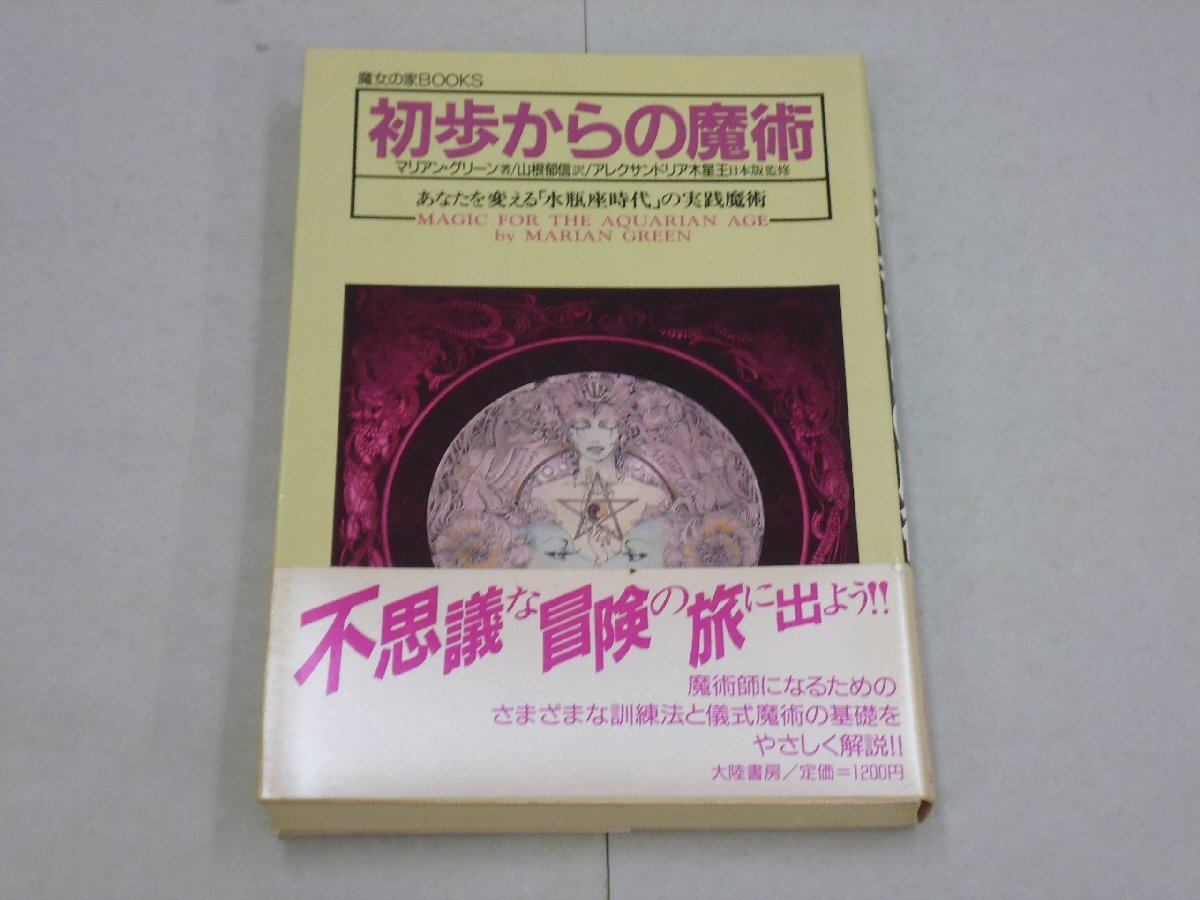 魔女の家BOOKS
初歩からの魔術
マリアン・グリーン著/山根郁信訳/アレクサンドリア木星王日本版監修
あなたを変える「水瓶座時代」の実践魔術
MAGIC FOR THE AQUARIAN AGE
by MARIAN GREEN
不思議な冒険の旅に出よう!!
魔術師になるための
さまざまな訓練法と儀式魔術の基礎を
やさしく解説!!
大陸書房/定価=1200円